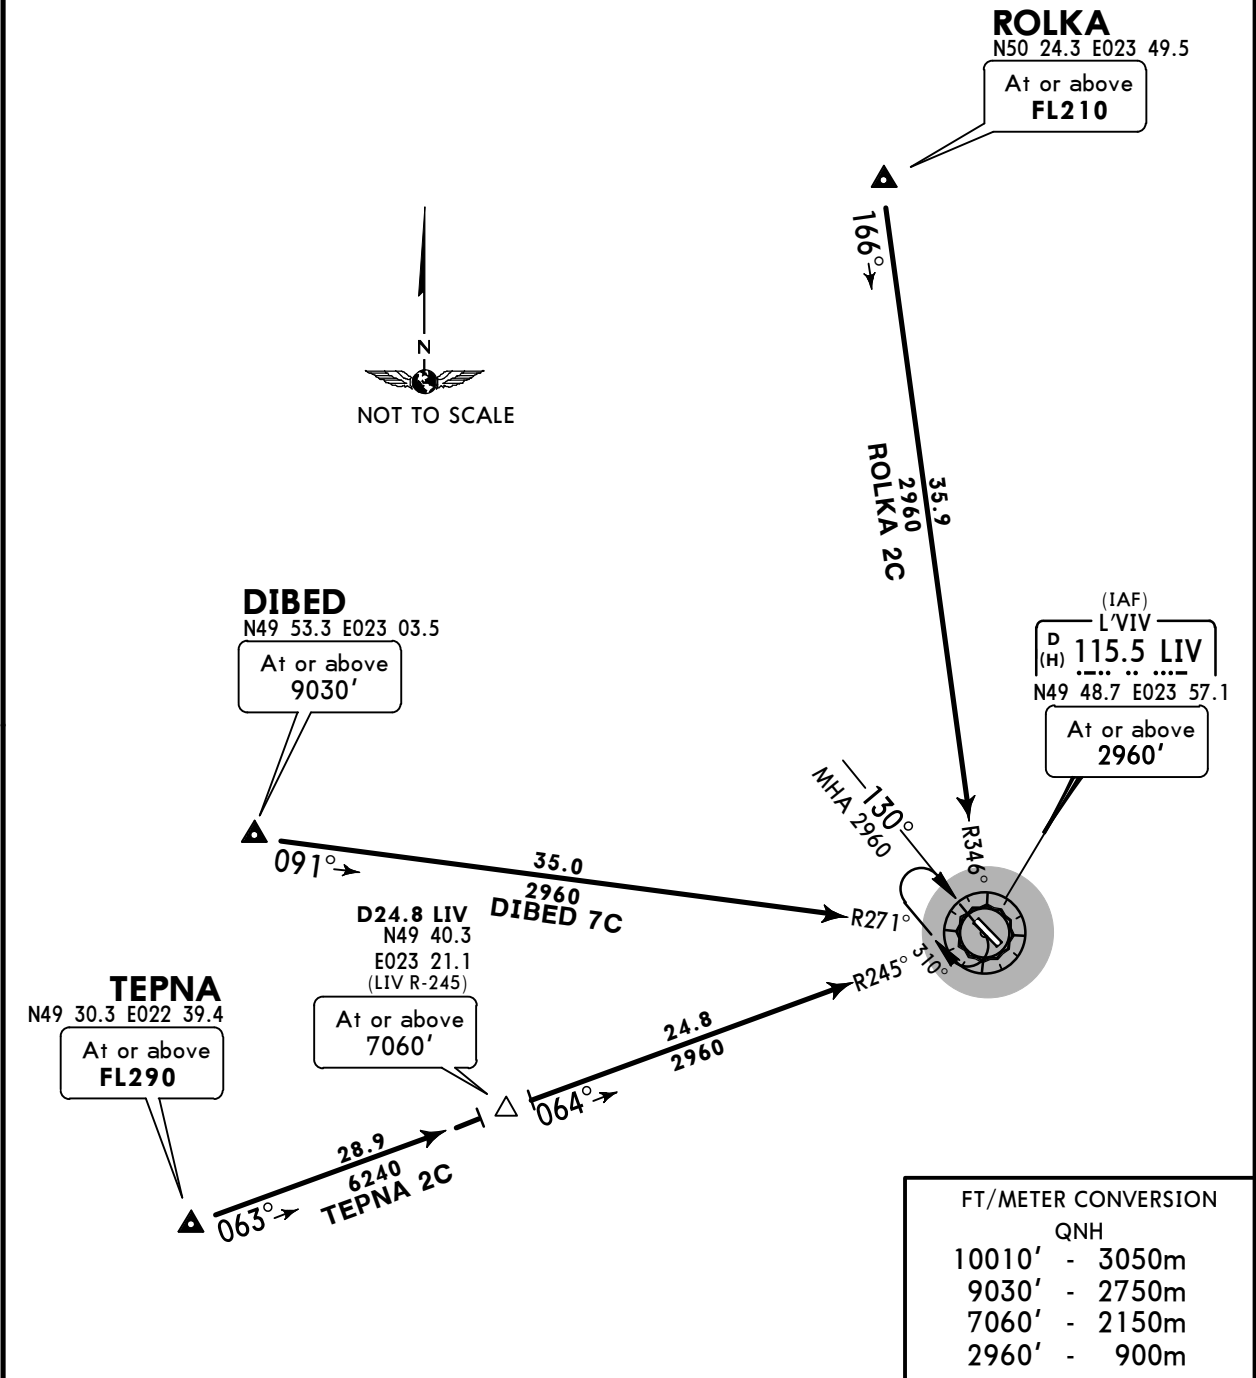 ROLKA
N50 24.3 E023 49.5
At or above
FL210
166°
N
NOT TO SCALE
35.9
2960
ROLKA 2C
DIBED
N49 53.3 E023 03.5
At or above
9030'
(IAF)
L'VIV
D
(H) 115.5 LIV
N49 48.7 E023 57.1
At or above
2960'
130°
MHA 2960
R346°
091°
35.0
2960
DIBED 7C
R271°
310°
R245°
D24.8 LIV
N49 40.3
E023 21.1
(LIV R-245)
At or above
7060'
TEPNA
N49 30.3 E022 39.4
At or above
FL290
24.8
2960
064°
28.9
6240
TEPNA 2C
063°
FT/METER CONVERSION
QNH
10010' - 3050m
9030' - 2750m
7060' - 2150m
2960' - 900m